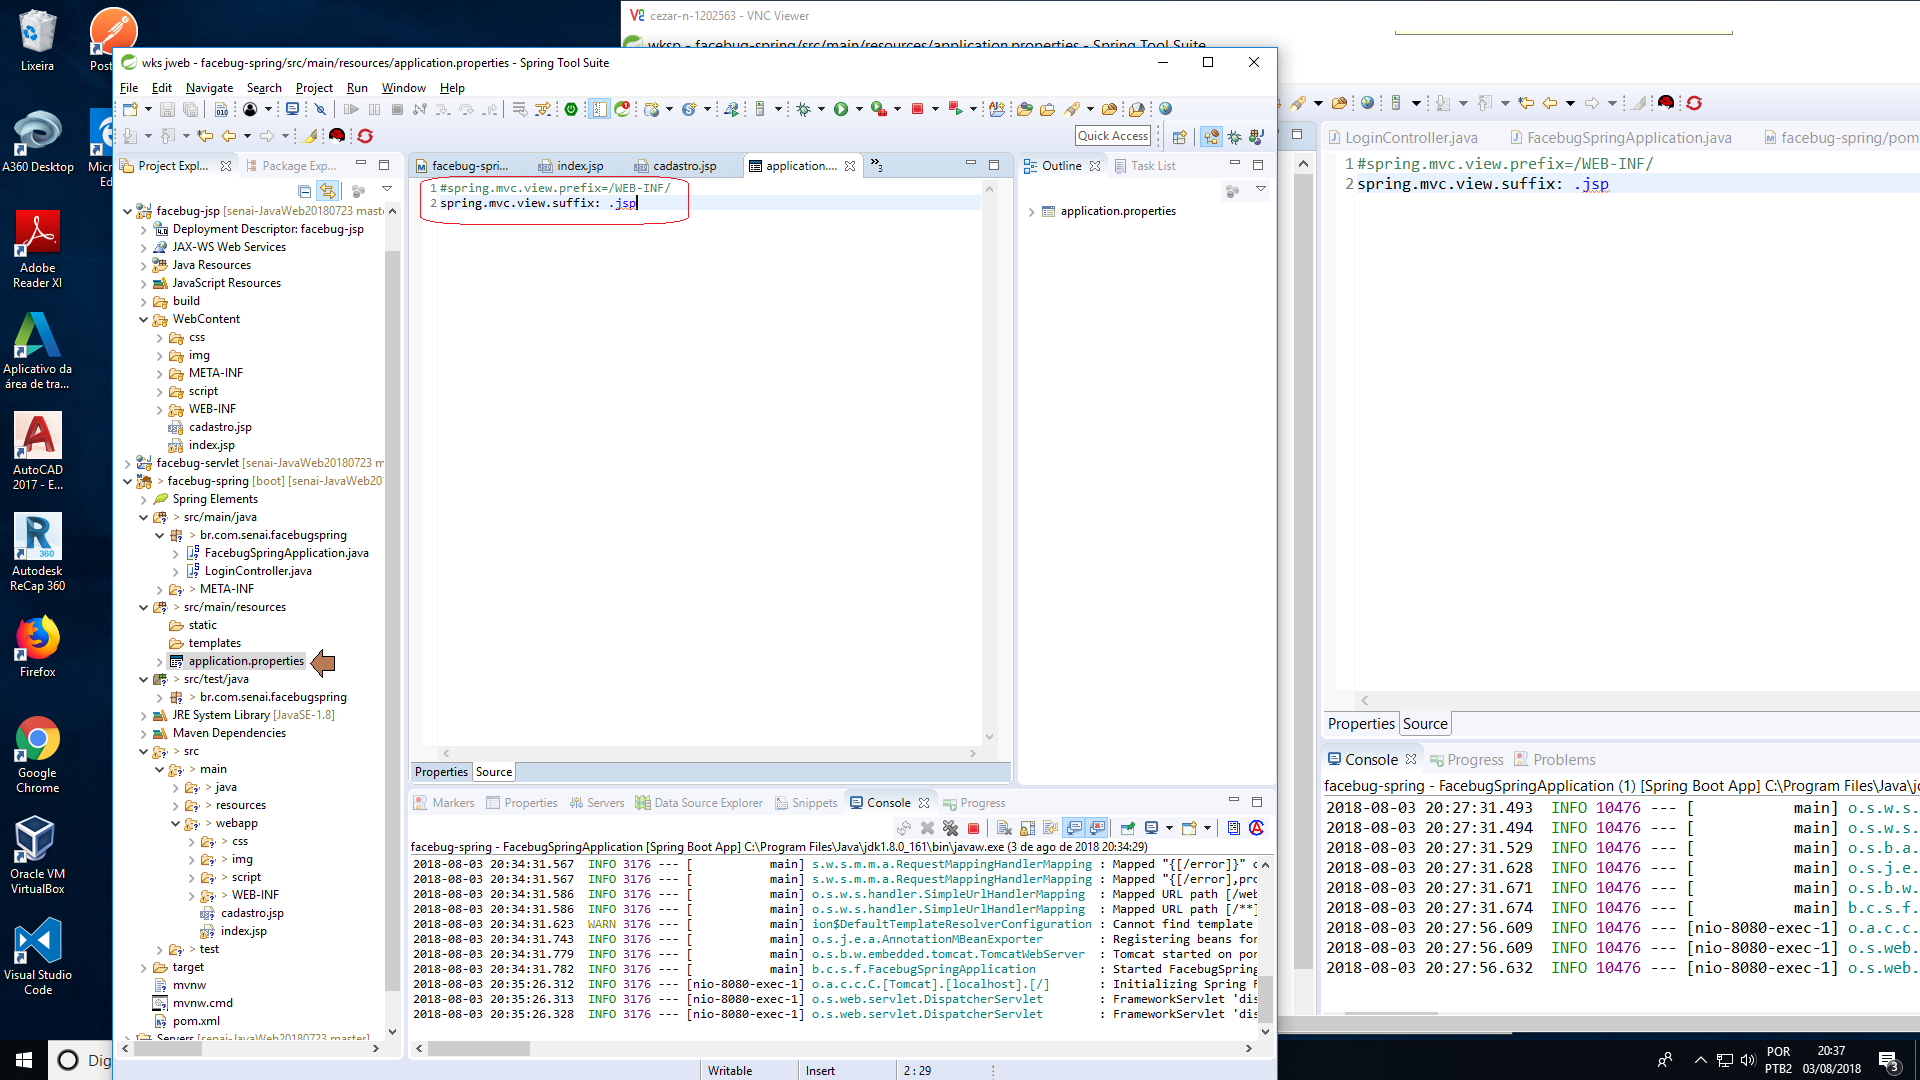 Lixeira
Post
A360 Desktop
Micr
Ed
Adobe
Reader XI
Aplicativo da
área de tra...
AutoCAD
2017 - E...
Autodesk
ReCap 360
Firefox
Google
Chrome
Oracle VM
VirtualBox
Visual Studio
Code
cezar-n-1202563 - VNC Viewer
wksp - facebug-spring/src/main/resources/application.properties - Spring Tool Suite
wks jweb - facebug-spring/src/main/resources/application.properties - Spring Tool Suite
File Edit Navigate Search Project Run Window Help
Quick Access
Project Expl... Package Exp...
facebug-jsp [senai-JavaWeb20180723 maste
Deployment Descriptor: facebug-jsp
JAX-WS Web Services
Java Resources
JavaScript Resources
build
WebContent
css
img
META-INF
script
WEB-INF
cadastro.jsp
index.jsp
facebug-servlet [senai-JavaWeb20180723 m
> facebug-spring [boot] [senai-JavaWeb20
Spring Elements
> src/main/java
> br.com.senai.facebugspring
FacebugSpringApplication.java
LoginController.java
> META-INF
> src/main/resources
static
templates
application.properties
> src/test/java
> br.com.senai.facebugspring
JRE System Library [JavaSE-1.8]
Maven Dependencies
> src
> main
> java
> resources
> webapp
> css
> img
> script
> WEB-INF
cadastro.jsp
index.jsp
> test
target
mvnw
mvnw.cmd
pom.xml
Servers [senai-JavaWeb20180723 master]
facebug-spri... index.jsp cadastro.jsp application.... »3
1 #spring.mvc.view.prefix=/WEB-INF/
2 spring.mvc.view.suffix: .jsp
Properties Source
Outline Task List
application.properties
Markers Properties Servers Data Source Explorer Snippets Console Progress
facebug-spring - FacebugSpringApplication [Spring Boot App] C:\Program Files\Java\jdk1.8.0_161\bin\javaw.exe (3 de ago de 2018 20:34:29)
2018-08-03 20:34:31.567 INFO 3176 --- [ main] s.w.s.m.m.a.RequestMappingHandlerMapping : Mapped "{[/error]}" o
2018-08-03 20:34:31.567 INFO 3176 --- [ main] s.w.s.m.m.a.RequestMappingHandlerMapping : Mapped "{[/error],pro
2018-08-03 20:34:31.586 INFO 3176 --- [ main] o.s.w.s.handler.SimpleUrlHandlerMapping : Mapped URL path [/web
2018-08-03 20:34:31.586 INFO 3176 --- [ main] o.s.w.s.handler.SimpleUrlHandlerMapping : Mapped URL path [/**]
2018-08-03 20:34:31.623 WARN 3176 --- [ main] ion$DefaultTemplateResolverConfiguration : Cannot find template
2018-08-03 20:34:31.743 INFO 3176 --- [ main] o.s.j.e.a.AnnotationMBeanExporter : Registering beans for
2018-08-03 20:34:31.779 INFO 3176 --- [ main] o.s.b.w.embedded.tomcat.TomcatWebServer : Tomcat started on por
2018-08-03 20:34:31.782 INFO 3176 --- [ main] b.c.s.f.FacebugSpringApplication : Started FacebugSpring
2018-08-03 20:35:26.312 INFO 3176 --- [nio-8080-exec-1] o.a.c.c.C.[Tomcat].[localhost].[/] : Initializing Spring F
2018-08-03 20:35:26.313 INFO 3176 --- [nio-8080-exec-1] o.s.web.servlet.DispatcherServlet : FrameworkServlet 'dis
2018-08-03 20:35:26.328 INFO 3176 --- [nio-8080-exec-1] o.s.web.servlet.DispatcherServlet : FrameworkServlet 'dis
Writable Insert 2 : 29
LoginController.java FacebugSpringApplication.java facebug-spring/pom
1 #spring.mvc.view.prefix=/WEB-INF/
2 spring.mvc.view.suffix: .jsp
Properties Source
Console Progress Problems
facebug-spring - FacebugSpringApplication (1) [Spring Boot App] C:\Program Files\Java\jd
2018-08-03 20:27:31.493 INFO 10476 --- [ main] o.s.w.s.
2018-08-03 20:27:31.494 INFO 10476 --- [ main] o.s.w.s.
2018-08-03 20:27:31.529 INFO 10476 --- [ main] o.s.b.a.
2018-08-03 20:27:31.628 INFO 10476 --- [ main] o.s.j.e.
2018-08-03 20:27:31.671 INFO 10476 --- [ main] o.s.b.w.
2018-08-03 20:27:31.674 INFO 10476 --- [ main] b.c.s.f.
2018-08-03 20:27:56.609 INFO 10476 --- [nio-8080-exec-1] o.a.c.c.
2018-08-03 20:27:56.609 INFO 10476 --- [nio-8080-exec-1] o.s.web.
2018-08-03 20:27:56.632 INFO 10476 --- [nio-8080-exec-1] o.s.web.
Dig
POR
PTB2
20:37
03/08/2018
3